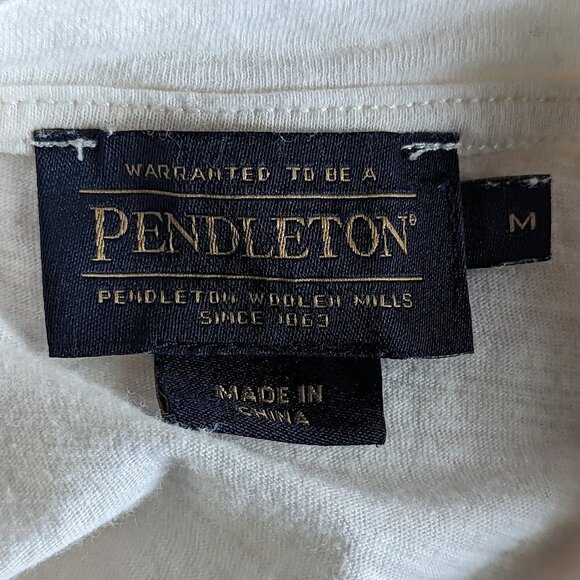 WARRANTED TO BE A
PENDLETON®
M
PENDLETON WOOLEN MILLS
SINCE 1863
MADE IN
CHINA